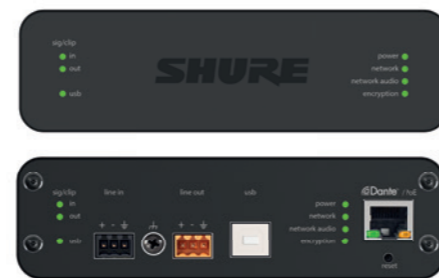 sig/clip
in
out
usb
SHURE
power
network
network audio
encryption
sig/clip
in
out
usb
line in
+ -
line out
+ -
usb
power
network
network audio
encryption
Dante / PoE
reset